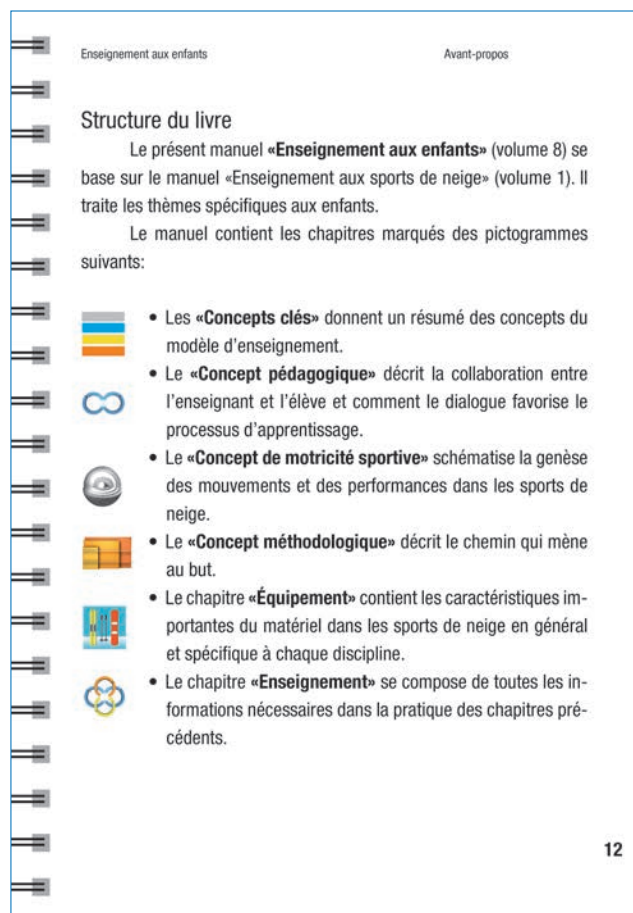 Enseignement aux enfants
Avant-propos
Structure du livre
Le présent manuel «Enseignement aux enfants» (volume 8) se
base sur le manuel «Enseignement aux sports de neige» (volume 1). Il
traite les thèmes spécifiques aux enfants.
Le manuel contient les chapitres marqués des pictogrammes
suivants:
• Les «Concepts clés» donnent un résumé des concepts du
modèle d'enseignement.
• Le «Concept pédagogique» décrit la collaboration entre
l'enseignant et l'élève et comment le dialogue favorise le
processus d'apprentissage.
• Le «Concept de motricité sportive» schématise la genèse
des mouvements et des performances dans les sports de
neige.
• Le «Concept méthodologique» décrit le chemin qui mène
au but.
• Le chapitre «Équipement» contient les caractéristiques im-
portantes du matériel dans les sports de neige en général
et spécifique à chaque discipline.
• Le chapitre «Enseignement» se compose de toutes les in-
formations nécessaires dans la pratique des chapitres pré-
cédents.
12